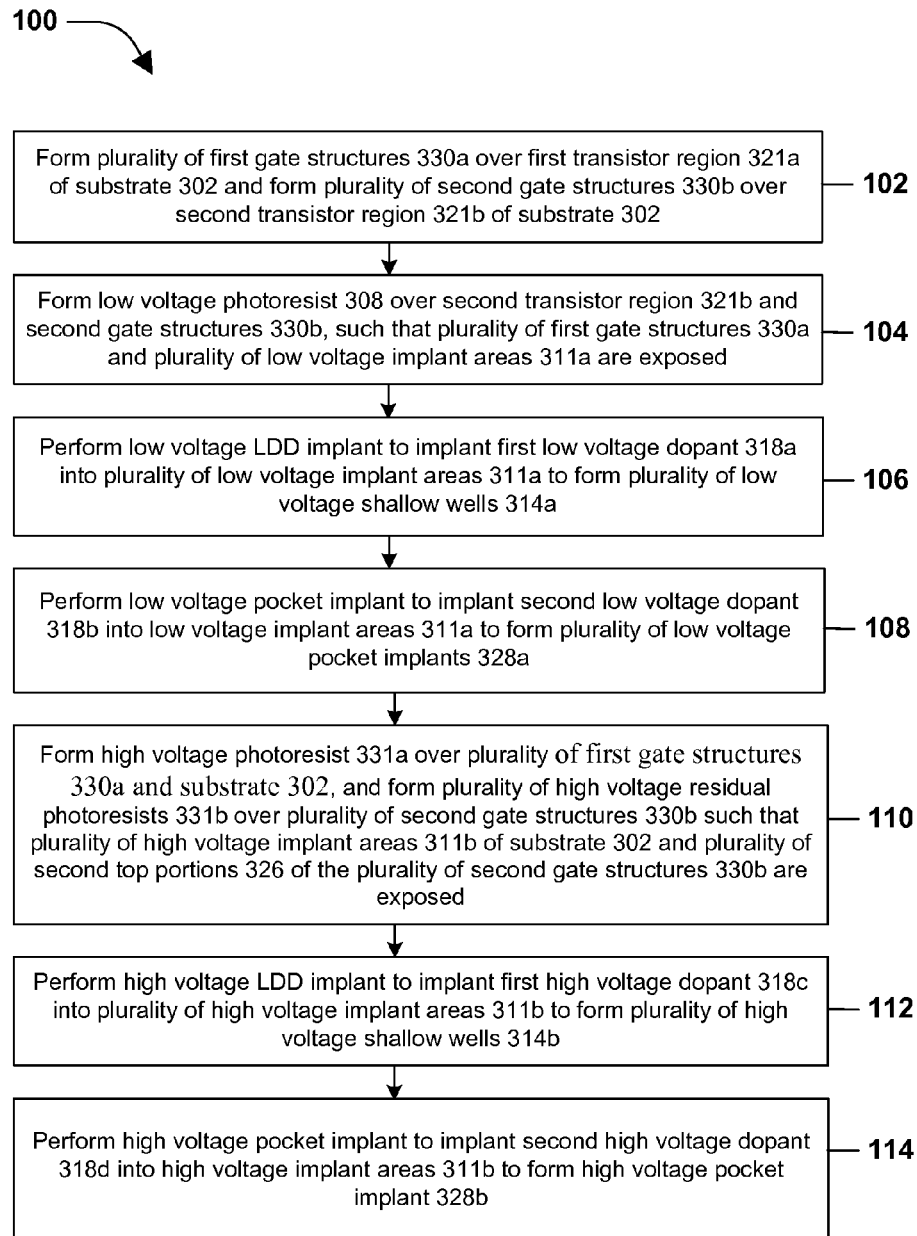 100
Form plurality of first gate structures 330a over first transistor region 321a
of substrate 302 and form plurality of second gate structures 330b over
second transistor region 321b of substrate 302
102
Form low voltage photoresist 308 over second transistor region 321b and
second gate structures 330b, such that plurality of first gate structures 330a
and plurality of low voltage implant areas 311a are exposed
104
Perform low voltage LDD implant to implant first low voltage dopant 318a
into plurality of low voltage implant areas 311a to form plurality of low
voltage shallow wells 314a
106
Perform low voltage pocket implant to implant second low voltage dopant
318b into low voltage implant areas 311a to form plurality of low voltage
pocket implants 328a
108
Form high voltage photoresist 331a over plurality of first gate structures
330a and substrate 302, and form plurality of high voltage residual
photoresists 331b over plurality of second gate structures 330b such that
plurality of high voltage implant areas 311b of substrate 302 and plurality of
second top portions 326 of the plurality of second gate structures 330b are
exposed
110
Perform high voltage LDD implant to implant first high voltage dopant 318c
into plurality of high voltage implant areas 311b to form plurality of high
voltage shallow wells 314b
112
Perform high voltage pocket implant to implant second high voltage dopant
318d into high voltage implant areas 311b to form high voltage pocket
implant 328b
114